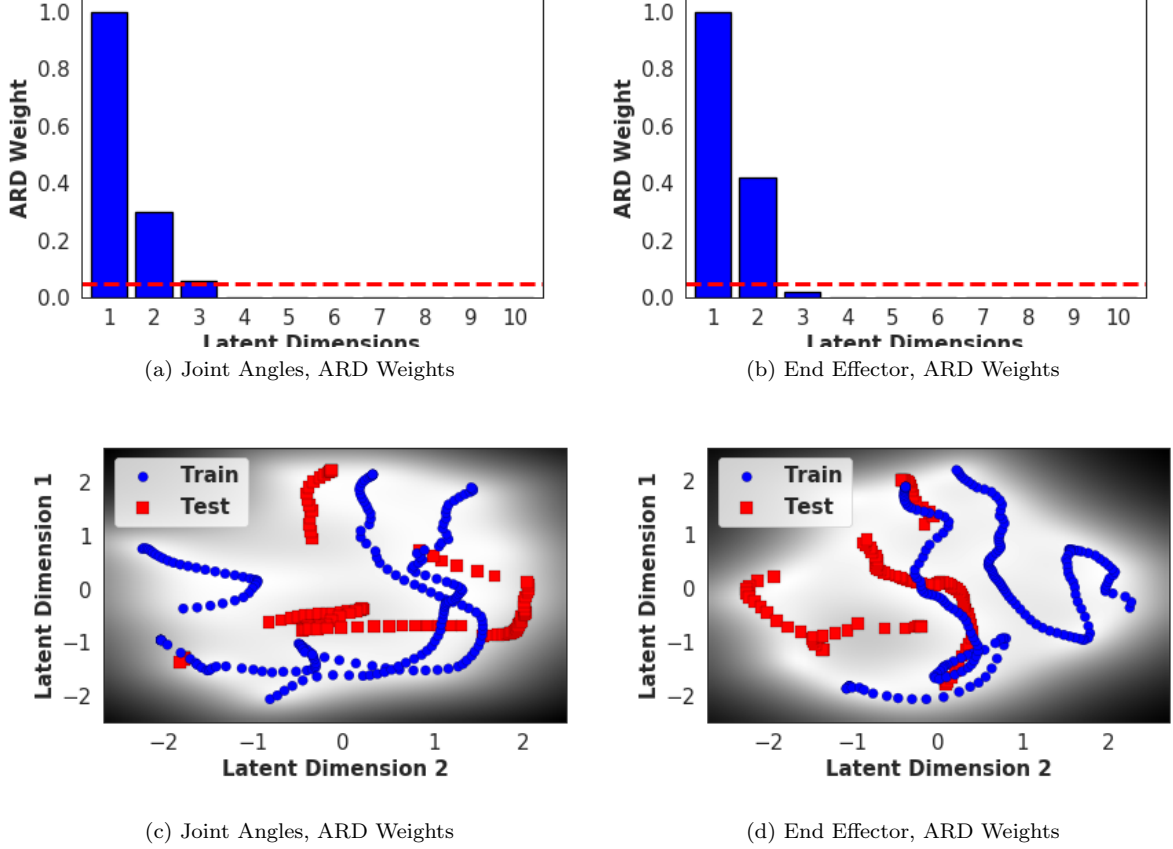 1.0
0.8
0.6
0.4
0.2
0.0
ARD Weight
1 2 3 4 5 6 7 8 9 10
Latent Dimensions
(a) Joint Angles, ARD Weights
1.0
0.8
0.6
0.4
0.2
0.0
ARD Weight
1 2 3 4 5 6 7 8 9 10
Latent Dimensions
(b) End Effector, ARD Weights
Train
Test
2
1
0
−1
−2
Latent Dimension 1
−2 −1 0 1 2
Latent Dimension 2
(c) Joint Angles, ARD Weights
Train
Test
2
1
0
−1
−2
Latent Dimension 1
−2 −1 0 1 2
Latent Dimension 2
(d) End Effector, ARD Weights